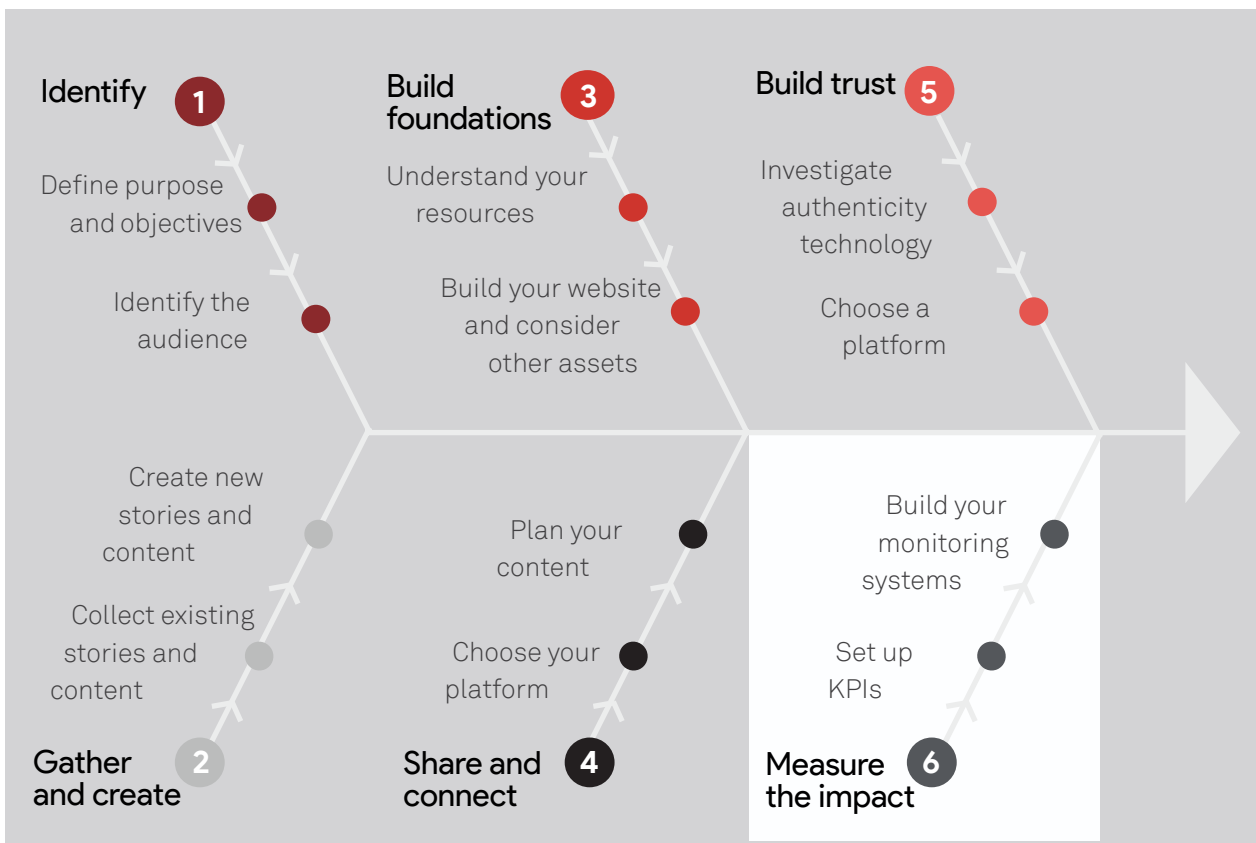 Identify
1
Define purpose
and objectives
Identify the
audience
Build
foundations
3
Understand your
resources
Build your website
and consider
other assets
Build trust
5
Investigate
authenticity
technology
Choose a
platform
Create new
stories and
content
Collect existing
stories and
content
Gather
and create
2
Plan your
content
Choose your
platform
Share and
connect
4
Build your
monitoring
systems
Set up
KPIs
Measure
the impact
6